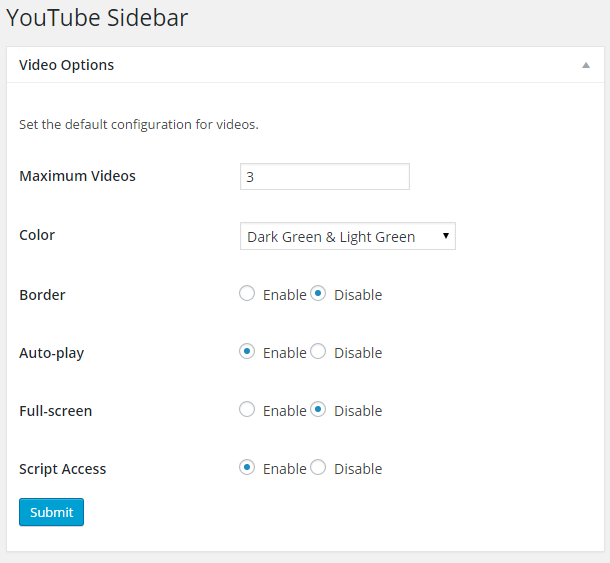 YouTube Sidebar
Video Options
Set the default configuration for videos.
Maximum Videos 3
Color Dark Green & Light Green
Border Enable Disable
Auto-play Enable Disable
Full-screen Enable Disable
Script Access Enable Disable
Submit